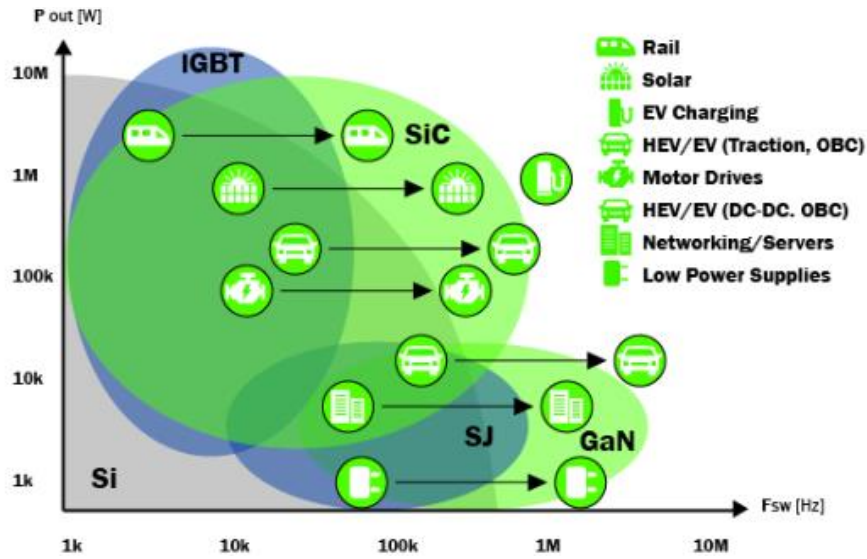 P out [W]
10M
1M
100k
10k
1k
IGBT
SiC
SJ
GaN
Si
Rail
Solar
EV Charging
HEV/EV (Traction, OBC)
Motor Drives
HEV/EV (DC-DC. OBC)
Networking/Servers
Low Power Supplies
Fsw [Hz]
1k 10k 100k 1M 10M